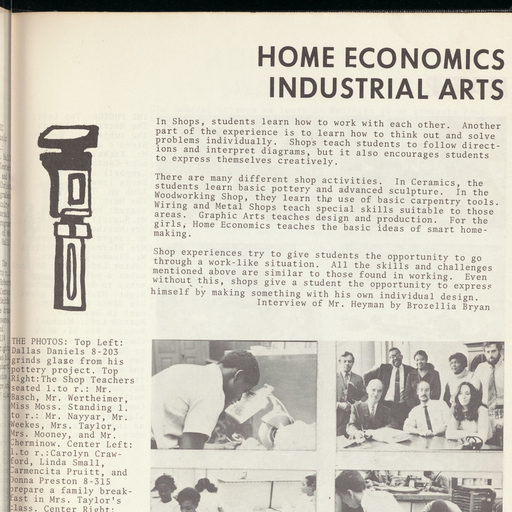 HOME ECONOMICS
INDUSTRIAL ARTS
In Shops, students learn how to work with each other. Another
part of the experience is to learn how to think out and solve
problems individually. Shops teach students to follow direct-
ions and interpret diagrams, but it also encourages students
to express themselves creatively.
There are many different shop activities. In Ceramics, the
students learn basic pottery and advanced sculpture. In the
Woodworking Shop, they learn the use of basic carpentry tools.
Wiring and Metal Shops teach special skills suitable to those
areas. Graphic Arts teaches design and production. For the
girls, Home Economics teaches the basic ideas of smart home-
making.
Shop experiences try to give students the opportunity to go
through a work-like situation. All the skills and challenges
mentioned above are similar to those found in working. Even
without this, shops give a student the opportunity to express
himself by making something with his own individual design.
Interview of Mr. Heyman by Brozellia Bryan
THE PHOTOS: Top Left:
Dallas Daniels 8-203
grinds glaze from his
pottery project. Top
Right:The Shop Teachers
seated l.to r.: Mr.
Basch, Mr. Wertheimer,
Miss Moss. Standing l.
to r.: Mr. Nayyar, Mr.
Weekes, Mrs. Taylor,
Mrs. Mooney, and Mr.
Cherminow. Center Left:
l.to r.:Carolyn Craw-
ford, Linda Small,
Carmencita Pruitt, and
Donna Preston 8-315
prepare a family break-
fast in Mrs. Taylor's
class. Center Right: